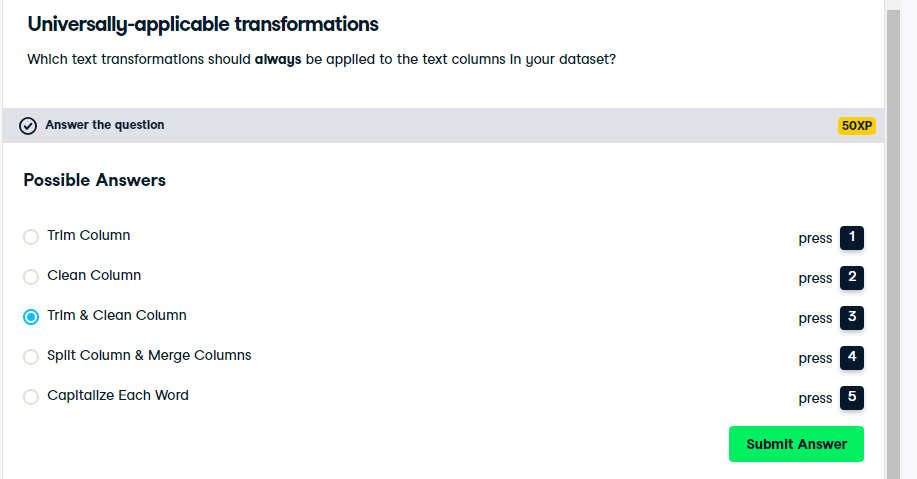 Universally-applicable transformations
Which text transformations should always be applied to the text columns in your dataset?
Answer the question 50XP
Possible Answers
Trim Column press 1
Clean Column press 2
Trim & Clean Column press 3
Split Column & Merge Columns press 4
Capitalize Each Word press 5
Submit Answer